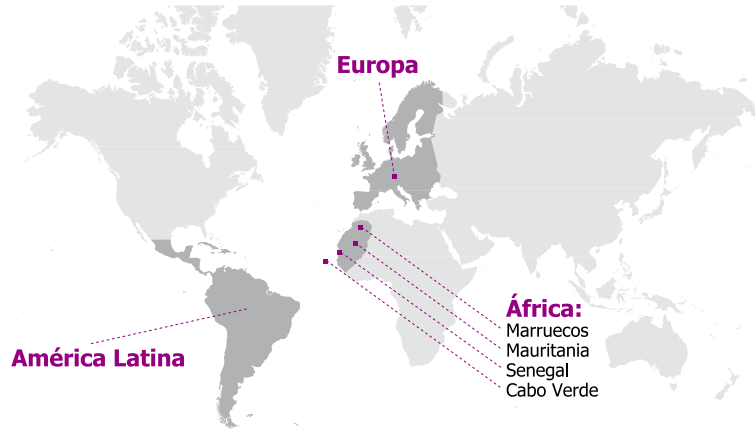 Europa
África:
Marruecos
América Latina
Mauritania
Senegal
Cabo Verde